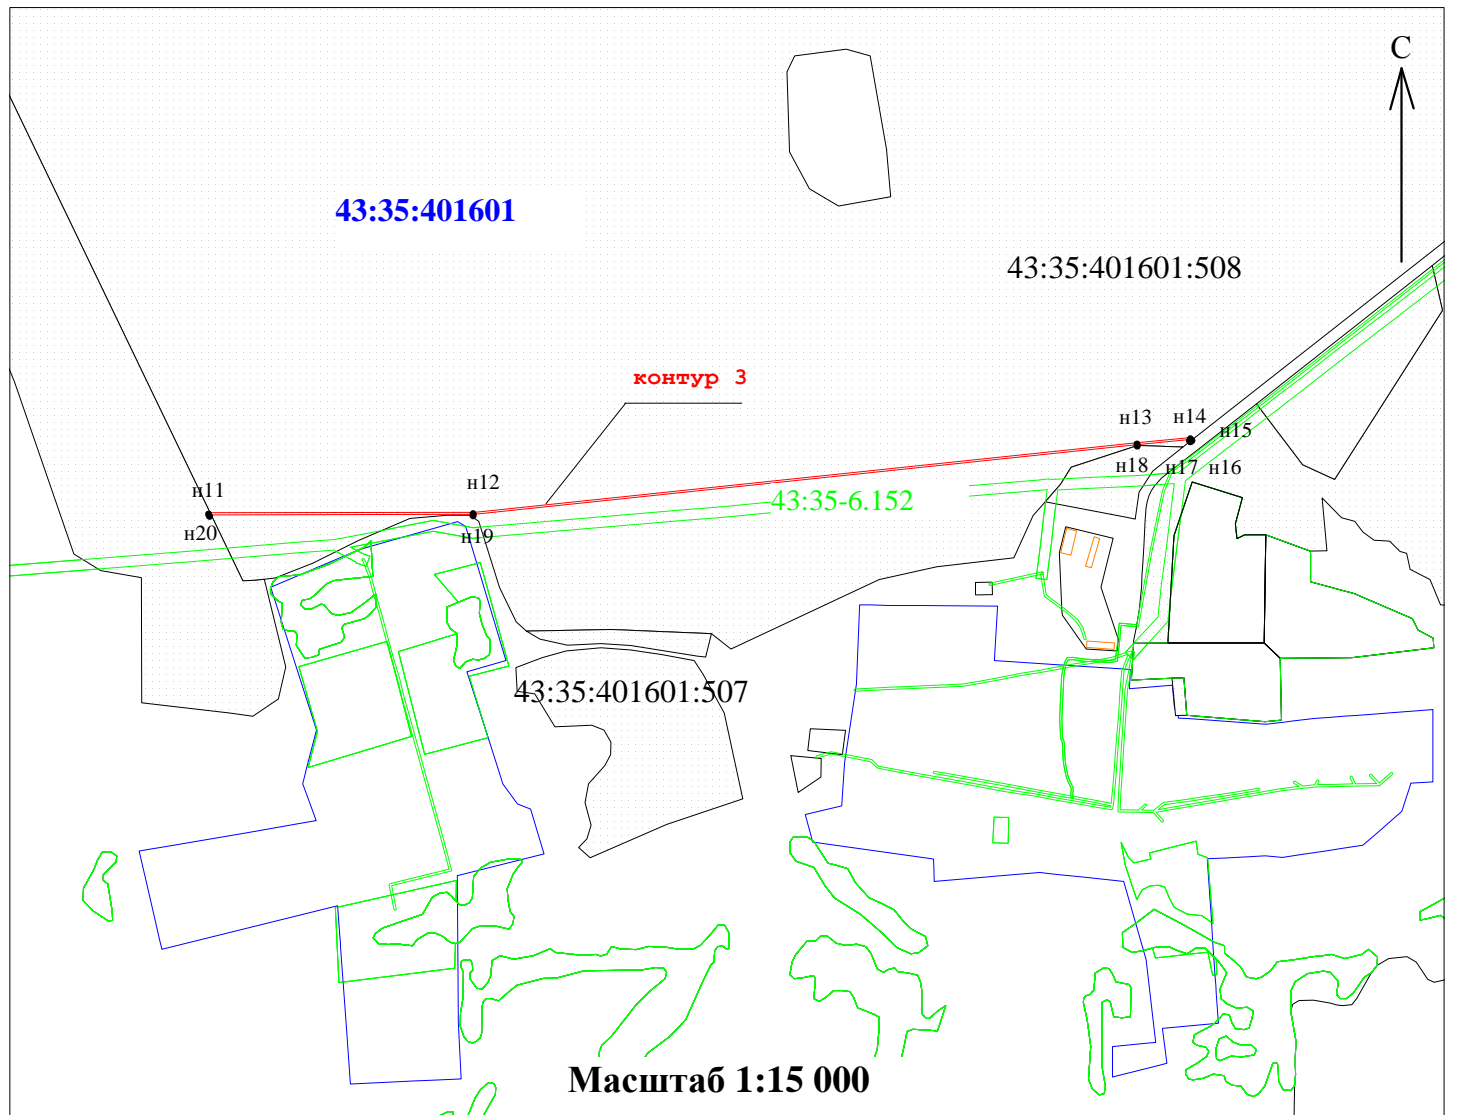 С
43:35:401601
43:35:401601:508
контур 3
н13
н14
н15
н18
н17
н16
н11
н12
43:35-6.152
н20
н19
43:35:401601:507
Масштаб 1:15 000